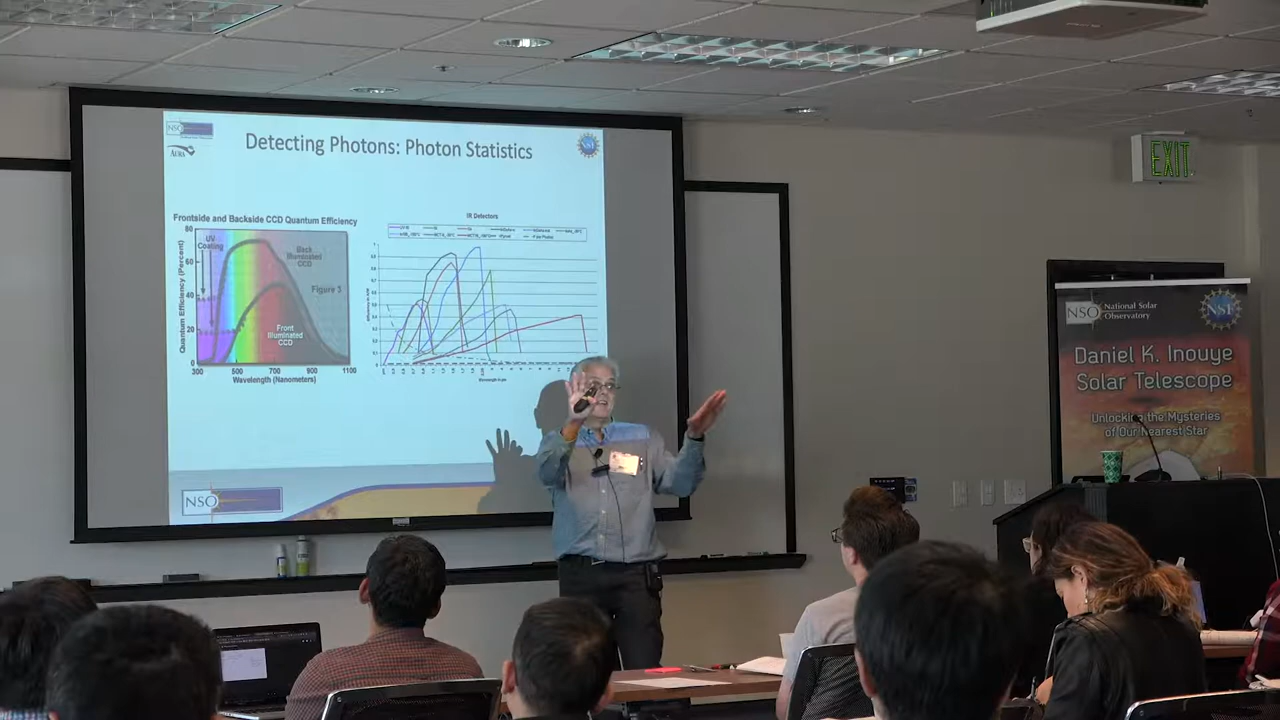 NSO
NSF
AURA
Detecting Photons: Photon Statistics
Frontside and Backside CCD Quantum Efficiency
Quantum Efficiency (Percent)
80
60
40
20
0
UV
Coating
Back
Illuminated
CCD
Figure 3
Front
Illuminated
CCD
300
500
700
900
1100
Wavelength (Nanometers)
IR Detectors
NSO
EXIT
NSO
National Solar
Observatory
NSF
Daniel K. Inouye
Solar Telescope
Unlocking the Mysteries
of Our Nearest Star